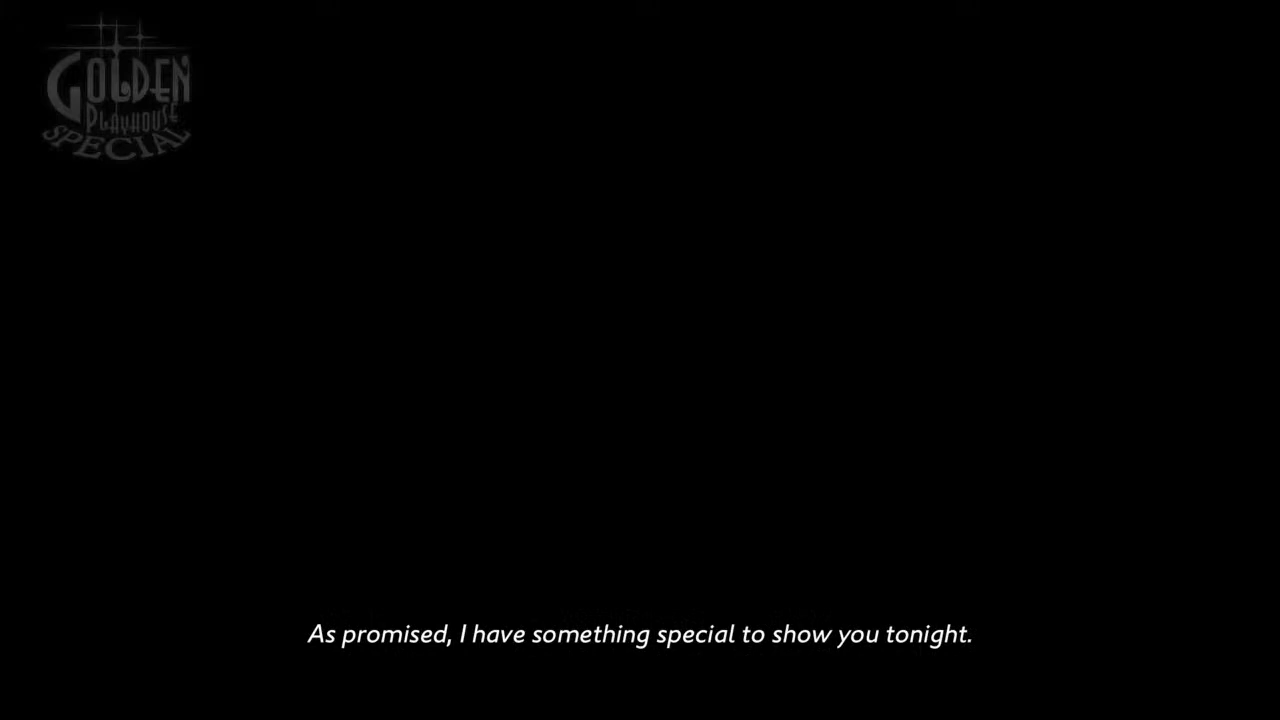 GOLDEN
PLAYHOUSE
SPECIAL
As promised, I have something special to show you tonight.